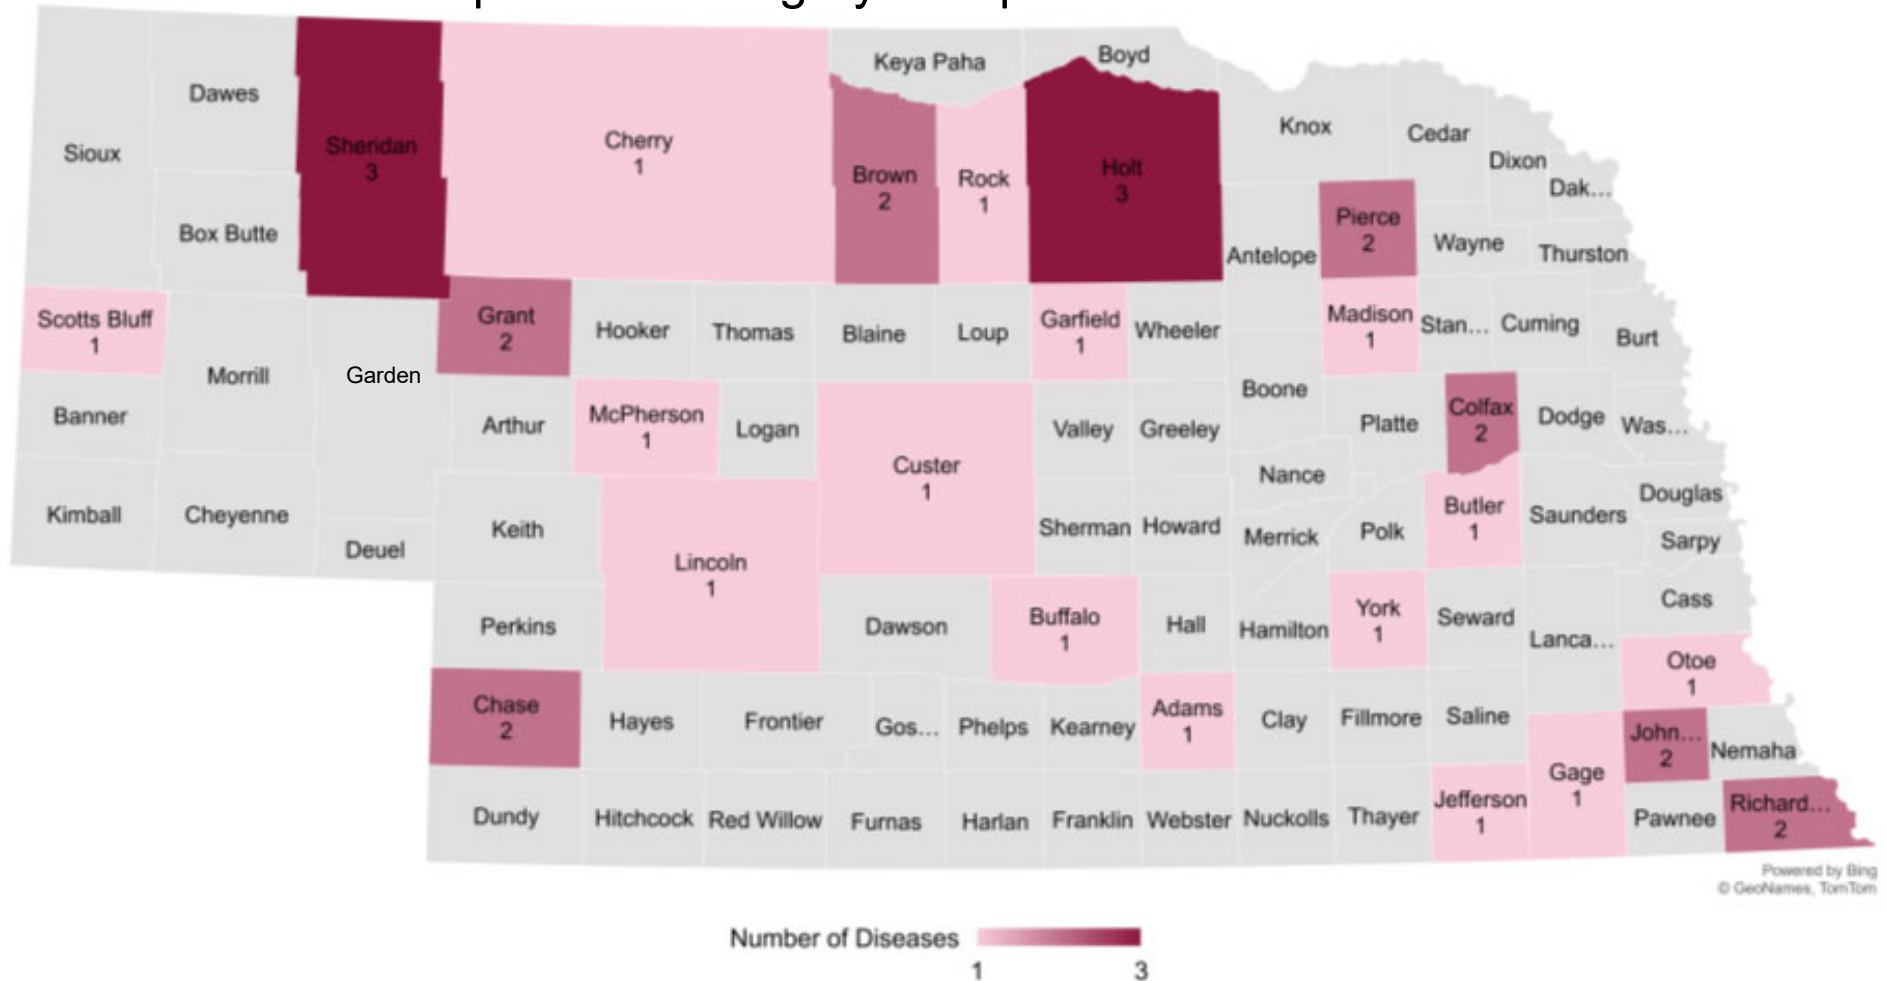 Keya Paha
Boyd
Dawes
Sheridan
3
Cherry
1
Sioux
Knox
Cedar
Dixon
Dak...
Brown
2
Rock
1
Holt
3
Box Butte
Pierce
2
Wayne
Antelope
Thurston
Scotts Bluff
1
Grant
2
Hooker
Thomas
Blaine
Loup
Garfield
1
Wheeler
Madison
1
Stan...
Cuming
Burt
Morrill
Garden
Banner
Arthur
McPherson
1
Logan
Custer
1
Valley
Greeley
Boone
Platte
Colfax
2
Dodge
Was...
Nance
Kimball
Cheyenne
Deuel
Keith
Lincoln
1
Sherman
Howard
Merrick
Polk
Butler
1
Saunders
Douglas
Sarpy
Perkins
Dawson
Buffalo
1
Hall
Hamilton
York
1
Seward
Lanca...
Cass
Otoe
1
Chase
2
Hayes
Frontier
Gos...
Phelps
Kearney
Adams
1
Clay
Fillmore
Saline
Gage
1
John...
2
Nemaha
Dundy
Hitchcock
Red Willow
Furnas
Harlan
Franklin
Webster
Nuckolls
Thayer
Jefferson
1
Pawnee
Richard...
2
Powered by Bing
© GeoNames, TomTom
Number of Diseases
1
3